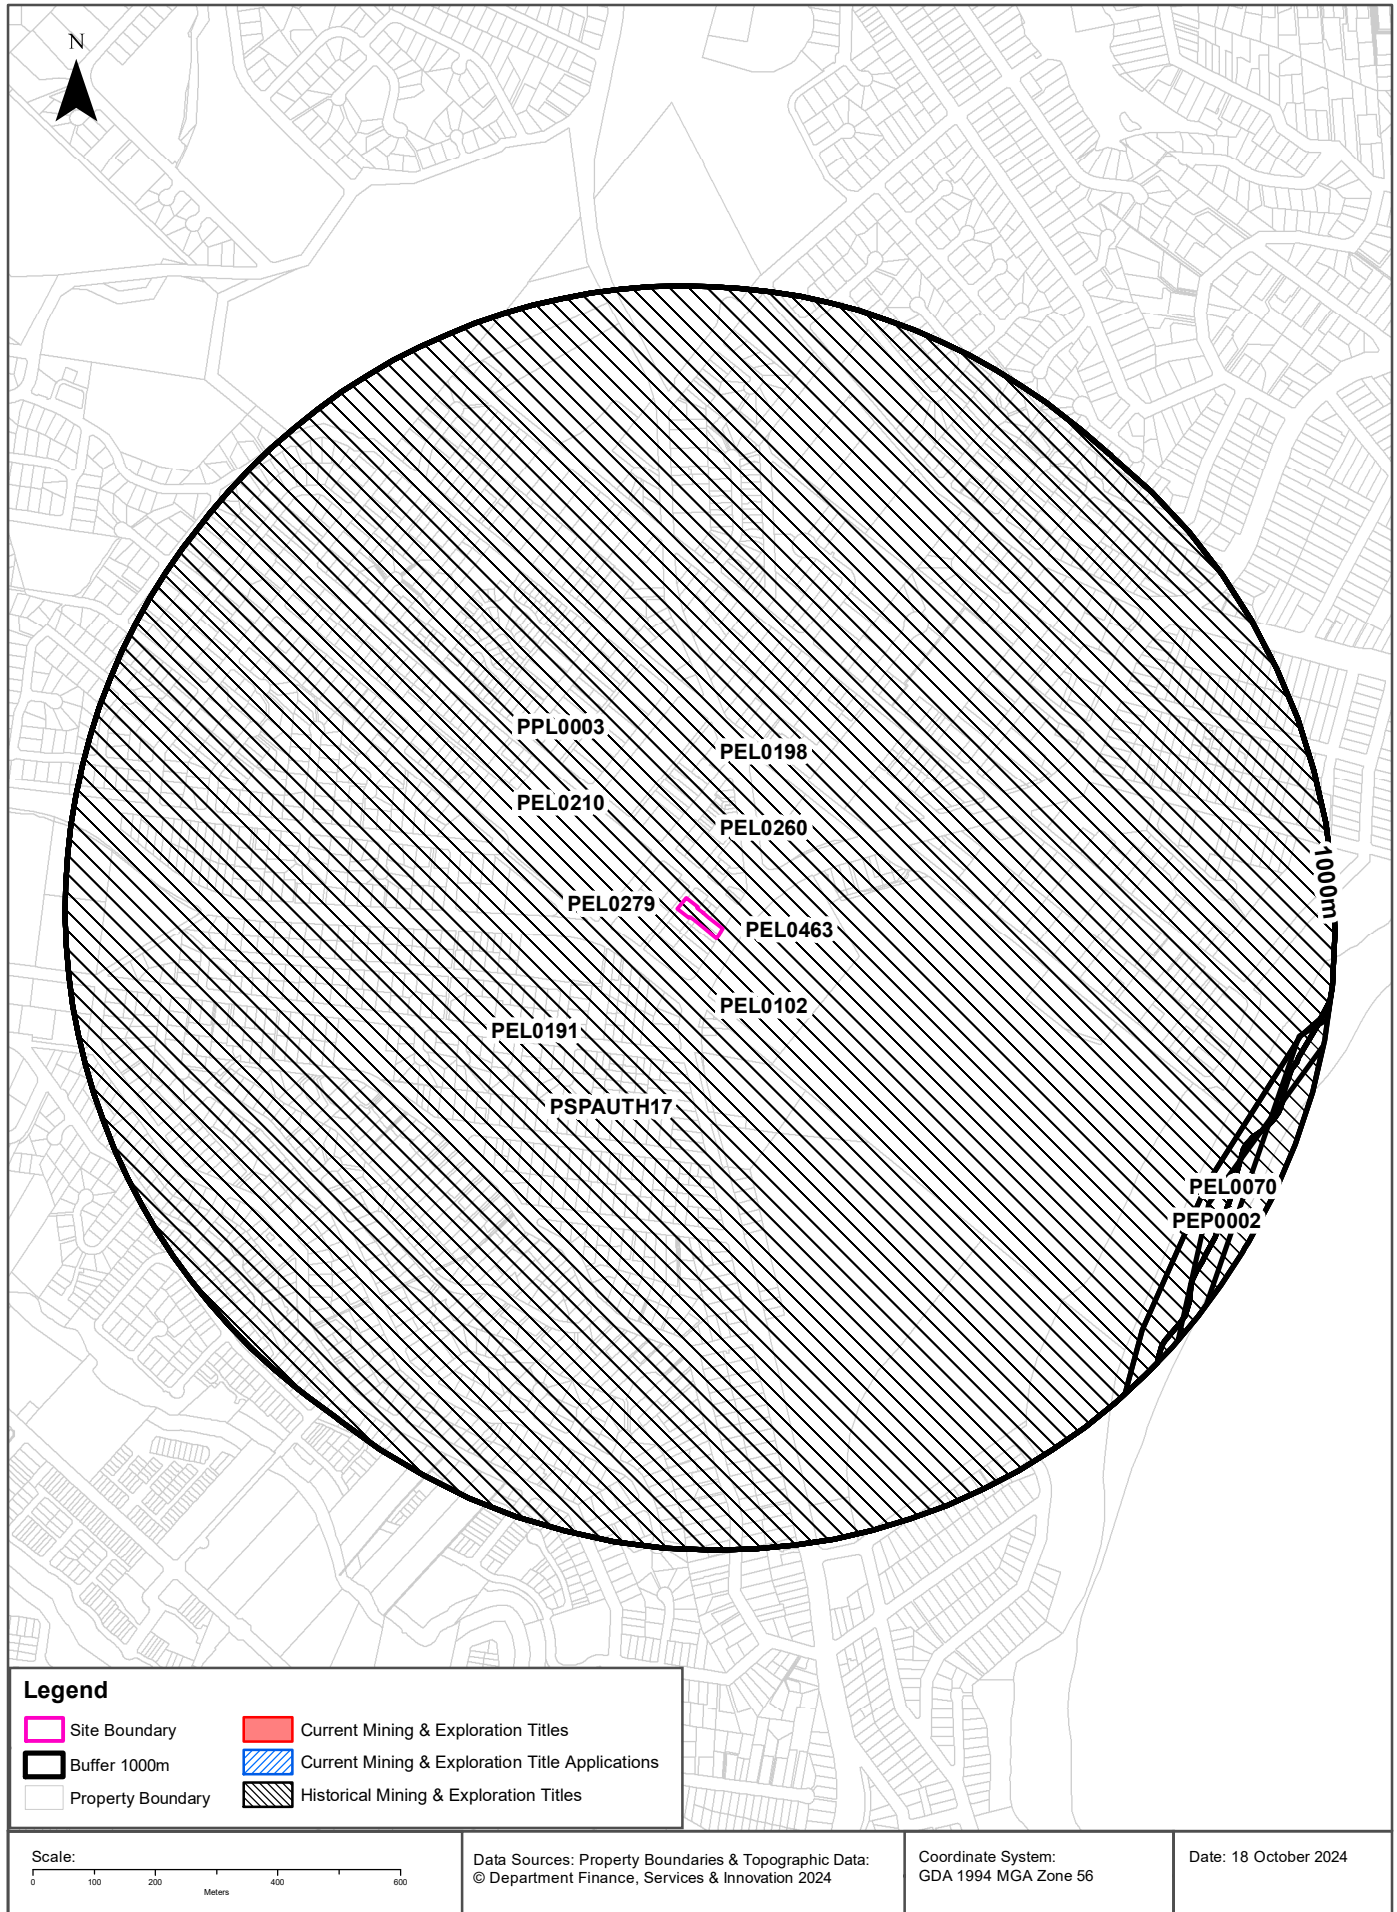 N
PPL0003
PEL0198
PEL0210
PEL0260
PEL0279
PEL0463
1000m
PEL0102
PEL0191
PSPAUTH17
PEL0070
PEP0002
Legend
Site Boundary
Buffer 1000m
Property Boundary
Current Mining & Exploration Titles
Current Mining & Exploration Title Applications
Historical Mining & Exploration Titles
Scale:
0 100 200 400 600
Meters
Data Sources: Property Boundaries & Topographic Data:
© Department Finance, Services & Innovation 2024
Coordinate System:
GDA 1994 MGA Zone 56
Date: 18 October 2024